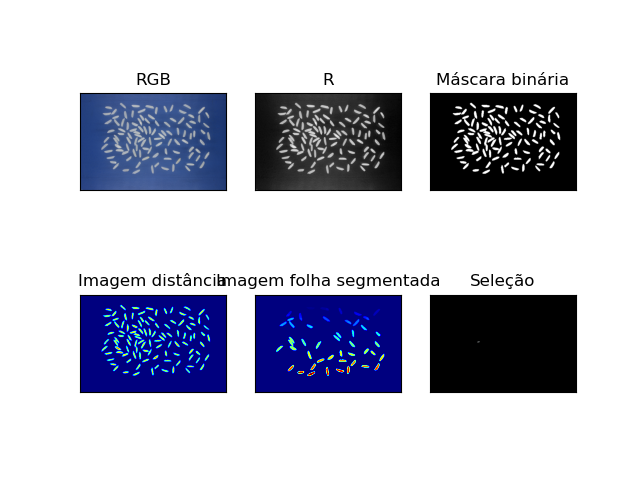 RGB
R
Máscara binária
Imagem distância
Imagem folha segmentada
Seleção